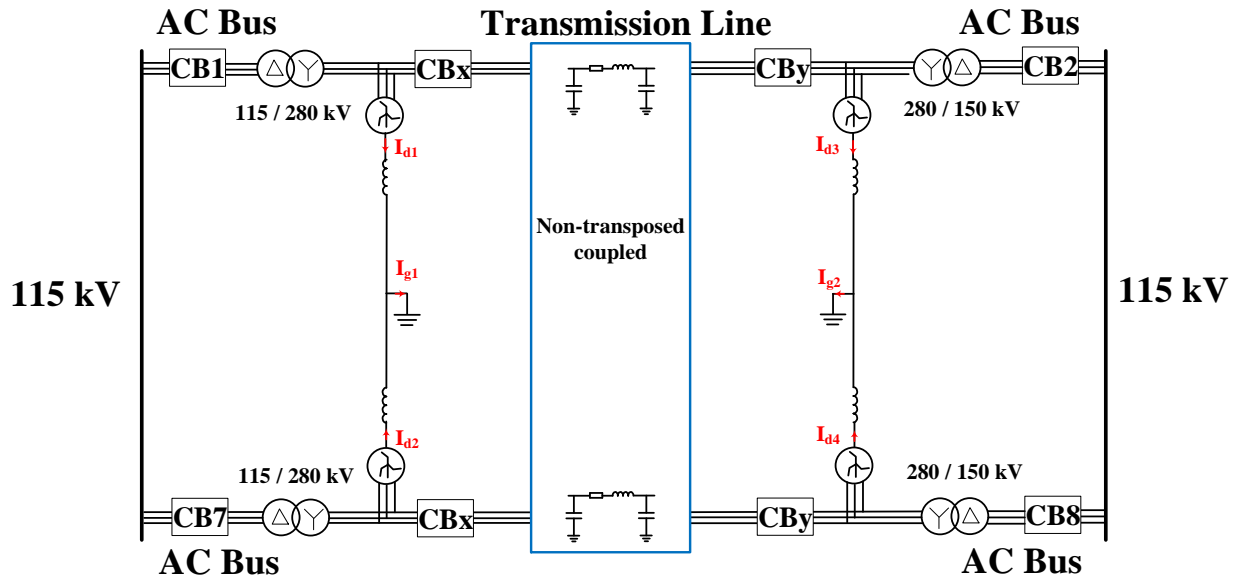 AC Bus
Transmission Line
AC Bus
CB1
CBx
CBy
CB2
115 / 280 kV
280 / 150 kV
Id1
Id3
Non-transposed
coupled
Ig1
Ig2
115 kV
115 kV
Id2
Id4
115 / 280 kV
280 / 150 kV
CB7
CBx
CBy
CB8
AC Bus
AC Bus